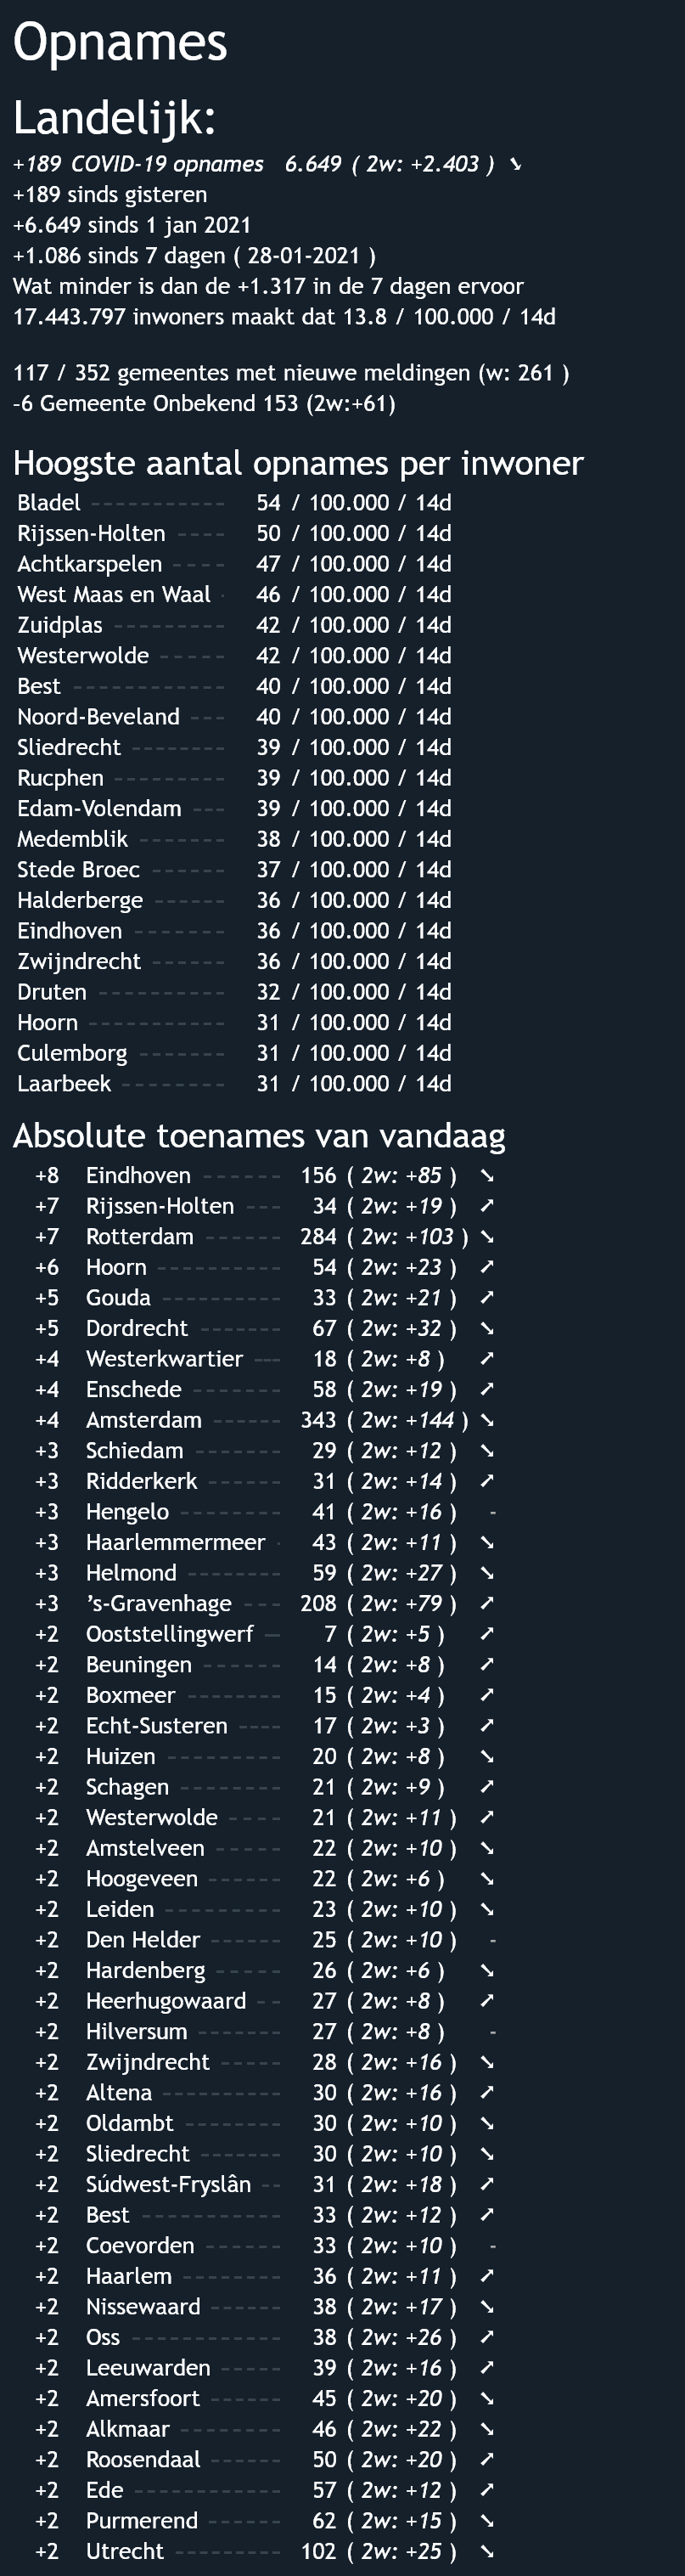 Opnames
Landelijk:
+189 COVID-19 opnames 6.649 ( 2w: +2.403 ) ➘
+189 sinds gisteren
+6.649 sinds 1 jan 2021
+1.086 sinds 7 dagen ( 28-01-2021 )
Wat minder is dan de +1.317 in de 7 dagen ervoor
17.443.797 inwoners maakt dat 13.8 / 100.000 / 14d
117 / 352 gemeentes met nieuwe meldingen (w: 261 )
-6 Gemeente Onbekend 153 (2w:+61)
Hoogste aantal opnames per inwoner
Bladel ----------- 54 / 100.000 / 14d
Rijssen-Holten ---- 50 / 100.000 / 14d
Achtkarspelen ---- 47 / 100.000 / 14d
West Maas en Waal - 46 / 100.000 / 14d
Zuidplas --------- 42 / 100.000 / 14d
Westerwolde ----- 42 / 100.000 / 14d
Best ------------ 40 / 100.000 / 14d
Noord-Beveland --- 40 / 100.000 / 14d
Sliedrecht -------- 39 / 100.000 / 14d
Rucphen --------- 39 / 100.000 / 14d
Edam-Volendam --- 39 / 100.000 / 14d
Medemblik ------- 38 / 100.000 / 14d
Stede Broec ------ 37 / 100.000 / 14d
Halderberge ------ 36 / 100.000 / 14d
Eindhoven ------- 36 / 100.000 / 14d
Zwijndrecht ------ 36 / 100.000 / 14d
Druten ---------- 32 / 100.000 / 14d
Hoorn ----------- 31 / 100.000 / 14d
Culemborg ------- 31 / 100.000 / 14d
Laarbeek -------- 31 / 100.000 / 14d
Absolute toenames van vandaag
+8 Eindhoven ------ 156 ( 2w: +85 ) ➘
+7 Rijssen-Holten --- 34 ( 2w: +19 ) ➚
+7 Rotterdam ------ 284 ( 2w: +103 ) ➘
+6 Hoorn ---------- 54 ( 2w: +23 ) ➚
+5 Gouda ---------- 33 ( 2w: +21 ) ➚
+5 Dordrecht ------- 67 ( 2w: +32 ) ➘
+4 Westerkwartier --- 18 ( 2w: +8 ) ➚
+4 Enschede ------- 58 ( 2w: +19 ) ➚
+4 Amsterdam ------ 343 ( 2w: +144 ) ➘
+3 Schiedam ------- 29 ( 2w: +12 ) ➘
+3 Ridderkerk ------ 31 ( 2w: +14 ) ➚
+3 Hengelo -------- 41 ( 2w: +16 ) -
+3 Haarlemmermeer - 43 ( 2w: +11 ) ➘
+3 Helmond -------- 59 ( 2w: +27 ) ➘
+3 's-Gravenhage --- 208 ( 2w: +79 ) ➚
+2 Ooststellingwerf -- 7 ( 2w: +5 ) ➚
+2 Beuningen ------ 14 ( 2w: +8 ) ➚
+2 Boxmeer -------- 15 ( 2w: +4 ) ➚
+2 Echt-Susteren ---- 17 ( 2w: +3 ) ➚
+2 Huizen --------- 20 ( 2w: +8 ) ➘
+2 Schagen -------- 21 ( 2w: +9 ) ➚
+2 Westerwolde ---- 21 ( 2w: +11 ) ➚
+2 Amstelveen ----- 22 ( 2w: +10 ) ➘
+2 Hoogeveen ------ 22 ( 2w: +6 ) ➘
+2 Leiden --------- 23 ( 2w: +10 ) ➘
+2 Den Helder ------ 25 ( 2w: +10 ) -
+2 Hardenberg ----- 26 ( 2w: +6 ) ➘
+2 Heerhugowaard -- 27 ( 2w: +8 ) ➚
+2 Hilversum ------- 27 ( 2w: +8 ) -
+2 Zwijndrecht ----- 28 ( 2w: +16 ) ➘
+2 Altena ---------- 30 ( 2w: +16 ) ➚
+2 Oldambt -------- 30 ( 2w: +10 ) ➘
+2 Sliedrecht ------- 30 ( 2w: +10 ) ➘
+2 Súdwest-Fryslân -- 31 ( 2w: +18 ) ➚
+2 Best ------------ 33 ( 2w: +12 ) ➚
+2 Coevorden ------ 33 ( 2w: +10 ) -
+2 Haarlem -------- 36 ( 2w: +11 ) ➚
+2 Nissewaard ------ 38 ( 2w: +17 ) ➘
+2 Oss ------------ 38 ( 2w: +26 ) ➚
+2 Leeuwarden ----- 39 ( 2w: +16 ) ➚
+2 Amersfoort ------ 45 ( 2w: +20 ) ➘
+2 Alkmaar -------- 46 ( 2w: +22 ) ➘
+2 Roosendaal ------ 50 ( 2w: +20 ) ➚
+2 Ede ------------ 57 ( 2w: +12 ) ➚
+2 Purmerend ------ 62 ( 2w: +15 ) ➘
+2 Utrecht --------- 102 ( 2w: +25 ) ➘